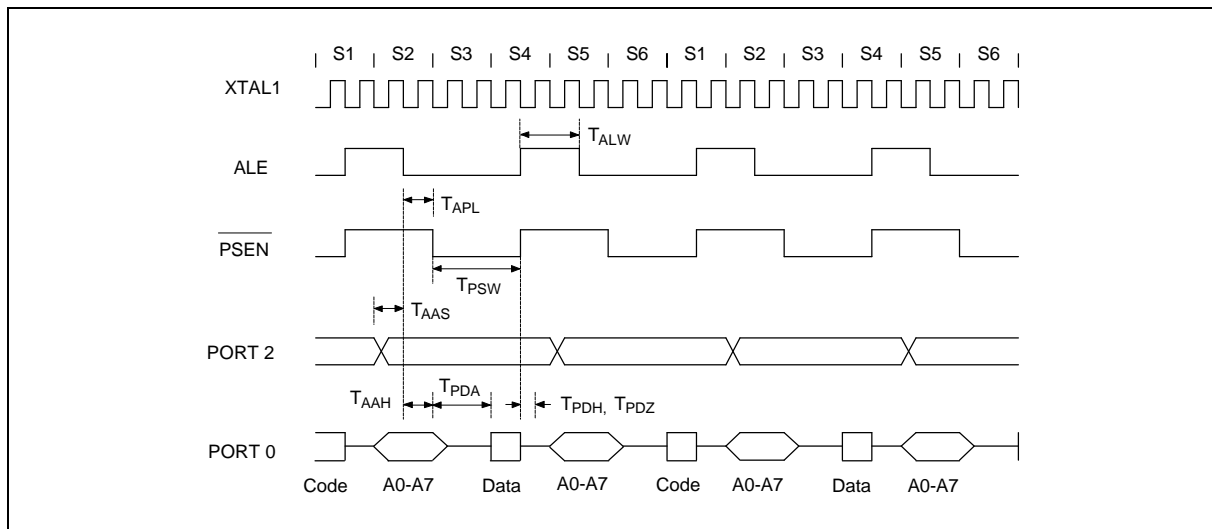 S1 S2 S3 S4 S5 S6 S1 S2 S3 S4 S5 S6
XTAL1
TALW
ALE
TAPL
PSEN
TPSW
TAAS
PORT 2
TAAH TPDA TPDH, TPDZ
PORT 0
Code A0-A7 Data A0-A7 Code A0-A7 Data A0-A7